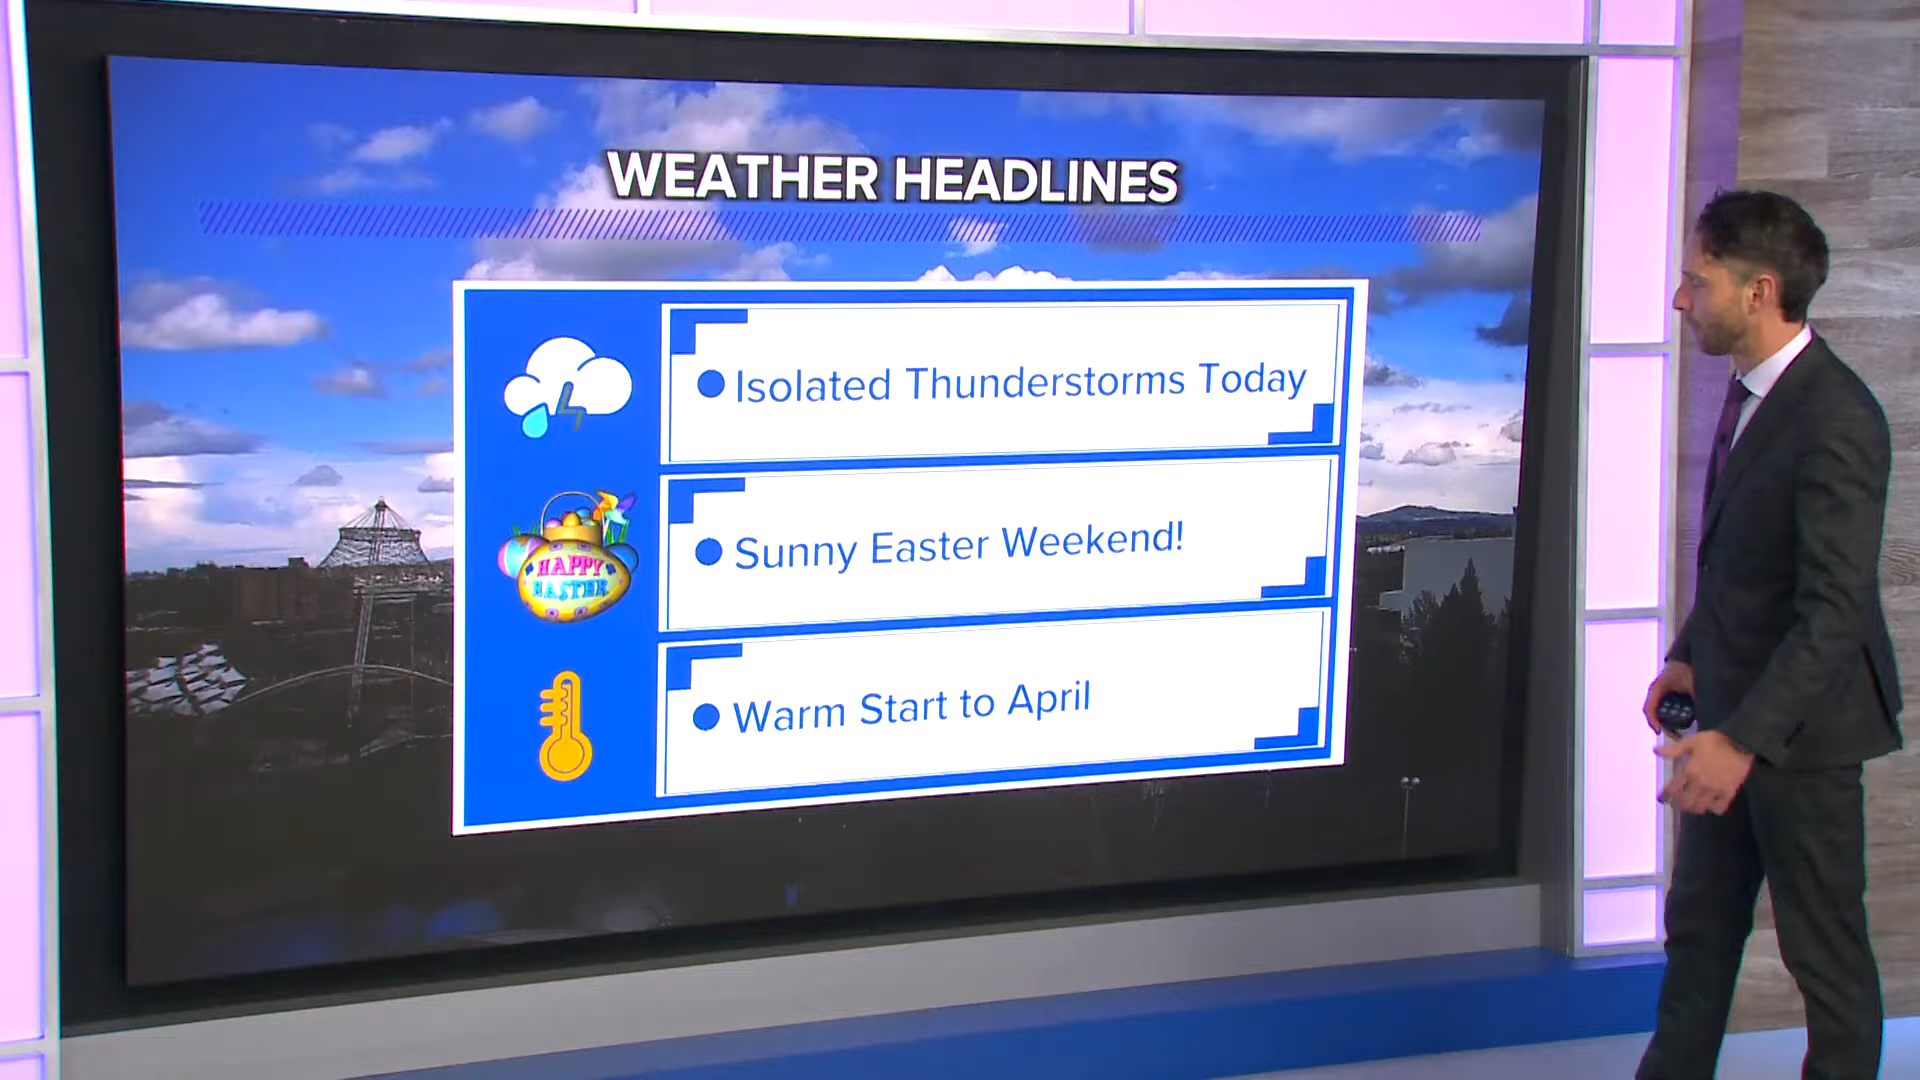 WEATHER HEADLINES
Isolated Thunderstorms Today
HAPPY
EASTER
Sunny Easter Weekend!
Warm Start to April